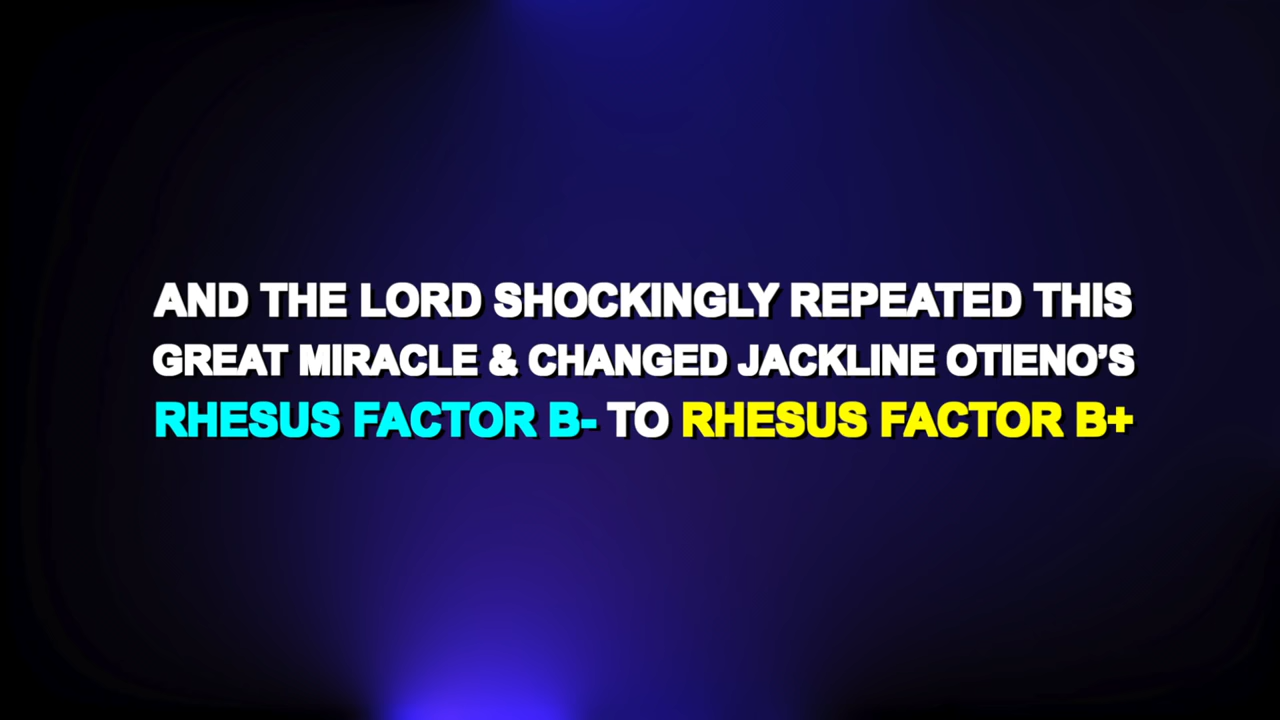 AND THE LORD SHOCKINGLY REPEATED THIS
GREAT MIRACLE & CHANGED JACKLINE OTIENO'S
RHESUS FACTOR B- TO RHESUS FACTOR B+